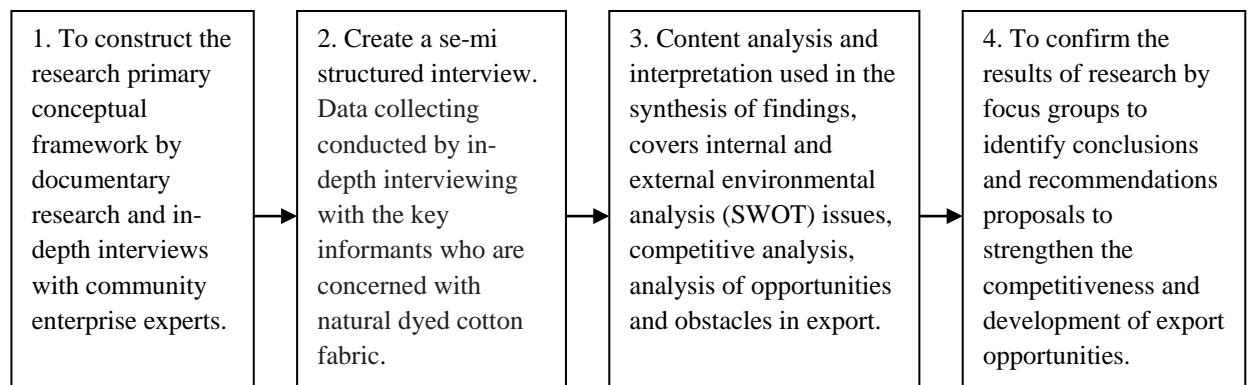 1. To construct the
research primary
conceptual
framework by
documentary
research and in-
depth interviews
with community
enterprise experts.
2. Create a se-mi
structured interview.
Data collecting
conducted by in-
depth interviewing
with the key
informants who are
concerned with
natural dyed cotton
fabric.
3. Content analysis and
interpretation used in the
synthesis of findings,
covers internal and
external environmental
analysis (SWOT) issues,
competitive analysis,
analysis of opportunities
and obstacles in export.
4. To confirm the
results of research by
focus groups to
identify conclusions
and recommendations
proposals to
strengthen the
competitiveness and
development of export
opportunities.